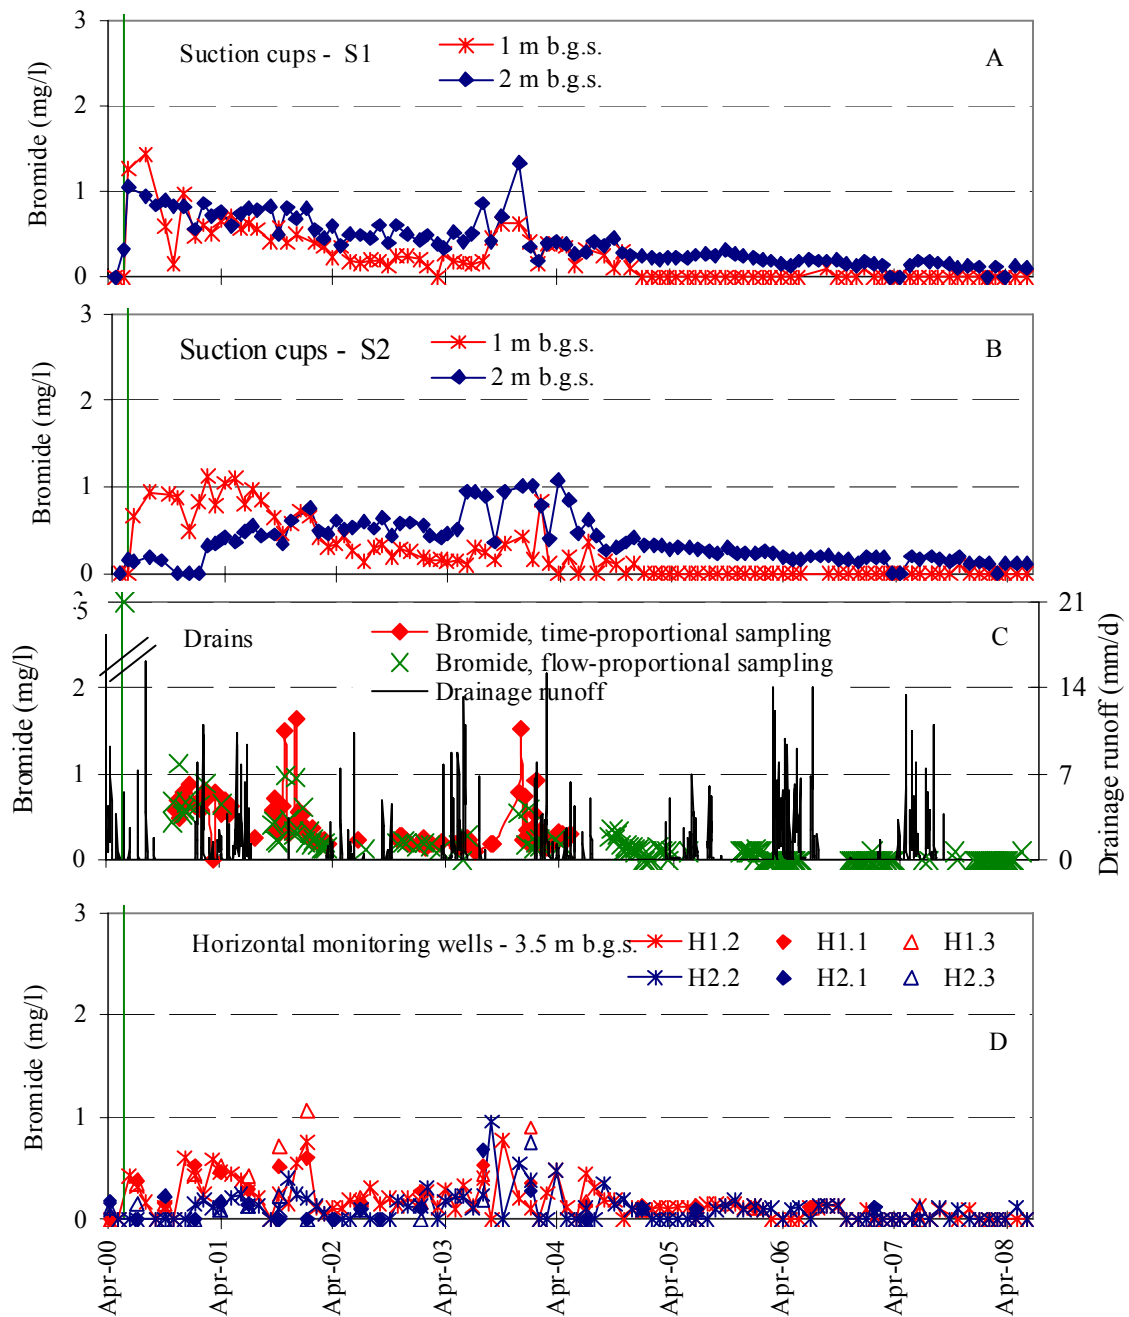 3
Suction cups - S1
1 m b.g.s.
2 m b.g.s.
A
2
1
0
Bromide (mg/l)
3
Suction cups - S2
1 m b.g.s.
2 m b.g.s.
B
2
1
0
Bromide (mg/l)
3
5
21
Drains
Bromide, time-proportional sampling
C
Bromide, flow-proportional sampling
Drainage runoff
2
14
1
7
0
0
Bromide (mg/l)
Drainage runoff (mm/d)
3
Horizontal monitoring wells - 3.5 m b.g.s.
H1.2 H1.1 H1.3
H2.2 H2.1 H2.3
2
D
1
0
Bromide (mg/l)
Apr-00 Apr-01 Apr-02 Apr-03 Apr-04 Apr-05 Apr-06 Apr-07 Apr-08